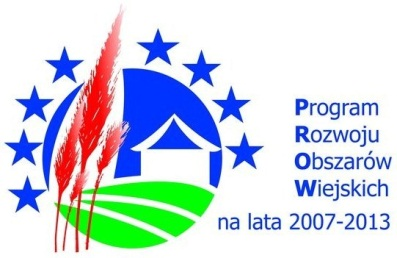 Program
Rozwoju
Obszarów
Wiejskich
na lata 2007-2013